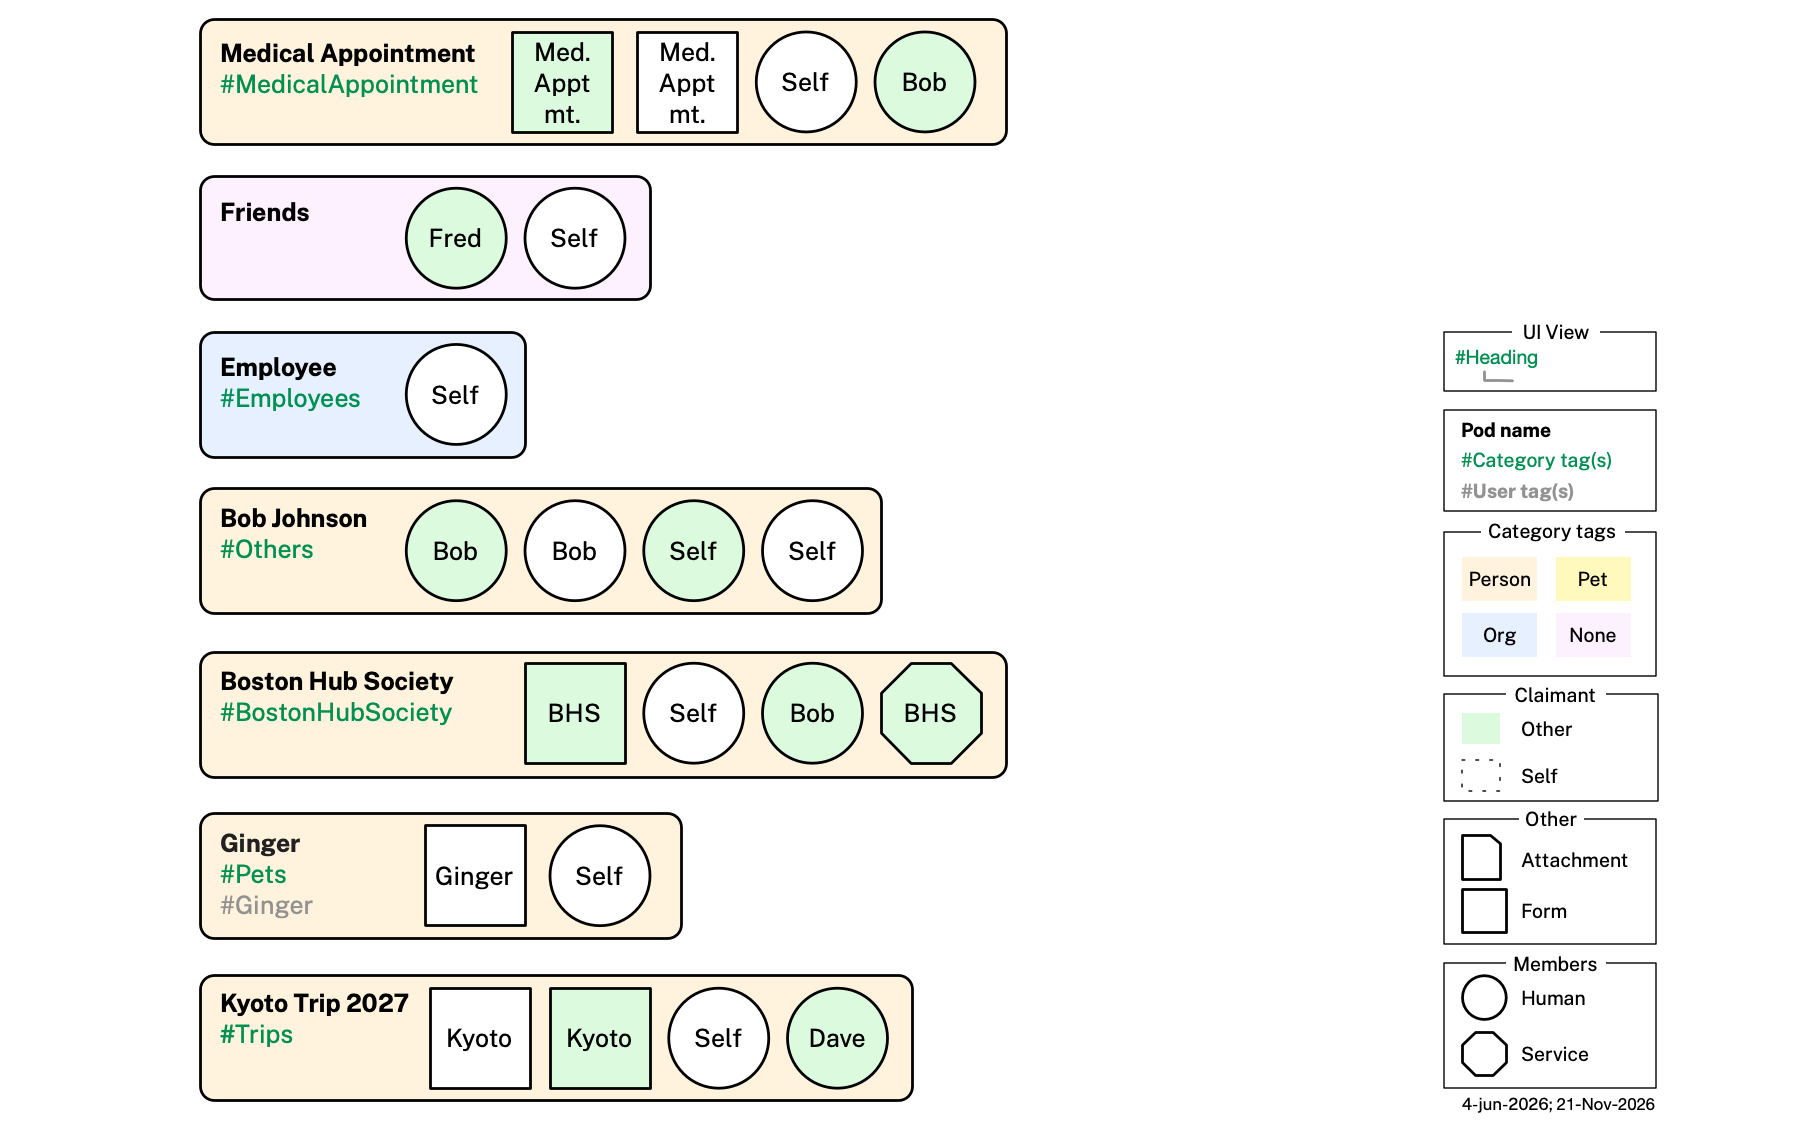 Medical Appointment
#MedicalAppointment
Med.
Appt
mt.
Med.
Appt
mt.
Self
Bob
Friends
Fred
Self
Employee
#Employees
Self
Bob Johnson
#Others
Bob
Bob
Self
Self
Boston Hub Society
#BostonHubSociety
BHS
Self
Bob
BHS
Ginger
#Pets
#Ginger
Ginger
Self
Kyoto Trip 2027
#Trips
Kyoto
Kyoto
Self
Dave
UI View
#Heading
Pod name
#Category tag(s)
#User tag(s)
Category tags
Person
Pet
Org
None
Claimant
Other
Self
Other
Attachment
Form
Members
Human
Service
4-jun-2026; 21-Nov-2026